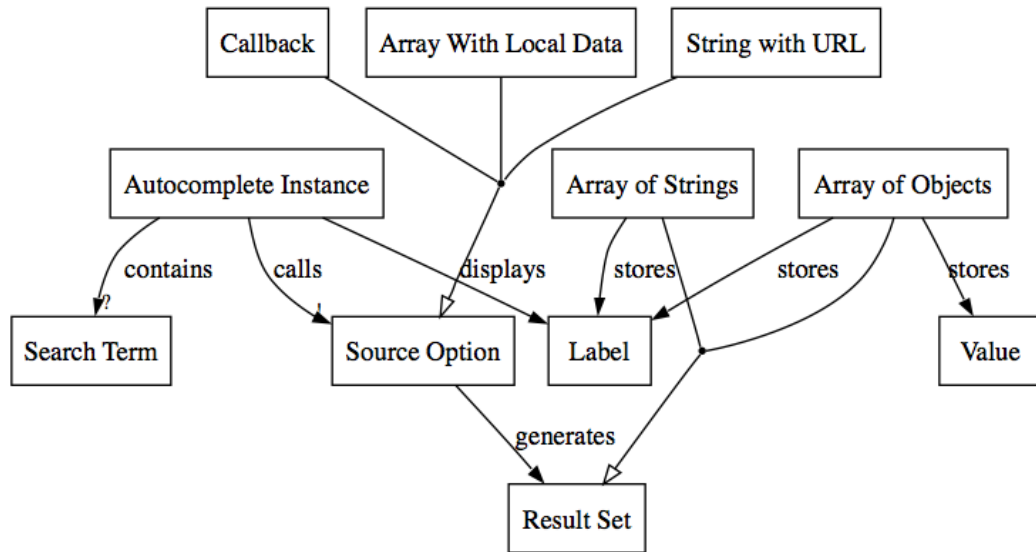 Callback
Array With Local Data
String with URL
Autocomplete Instance
Array of Strings
Array of Objects
contains
calls
displays
stores
stores
stores
?
!
Search Term
Source Option
Label
Value
generates
Result Set